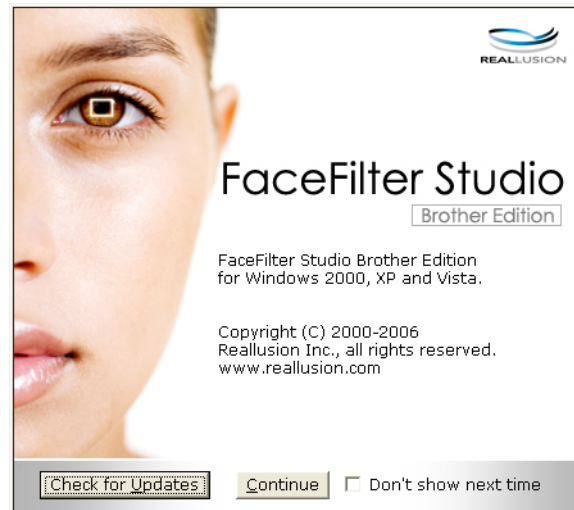 REALLUSION
FaceFilter Studio
Brother Edition
FaceFilter Studio Brother Edition
for Windows 2000, XP and Vista.
Copyright (C) 2000-2006
Reallusion Inc., all rights reserved.
www.reallusion.com
Check for Updates Continue Don't show next time